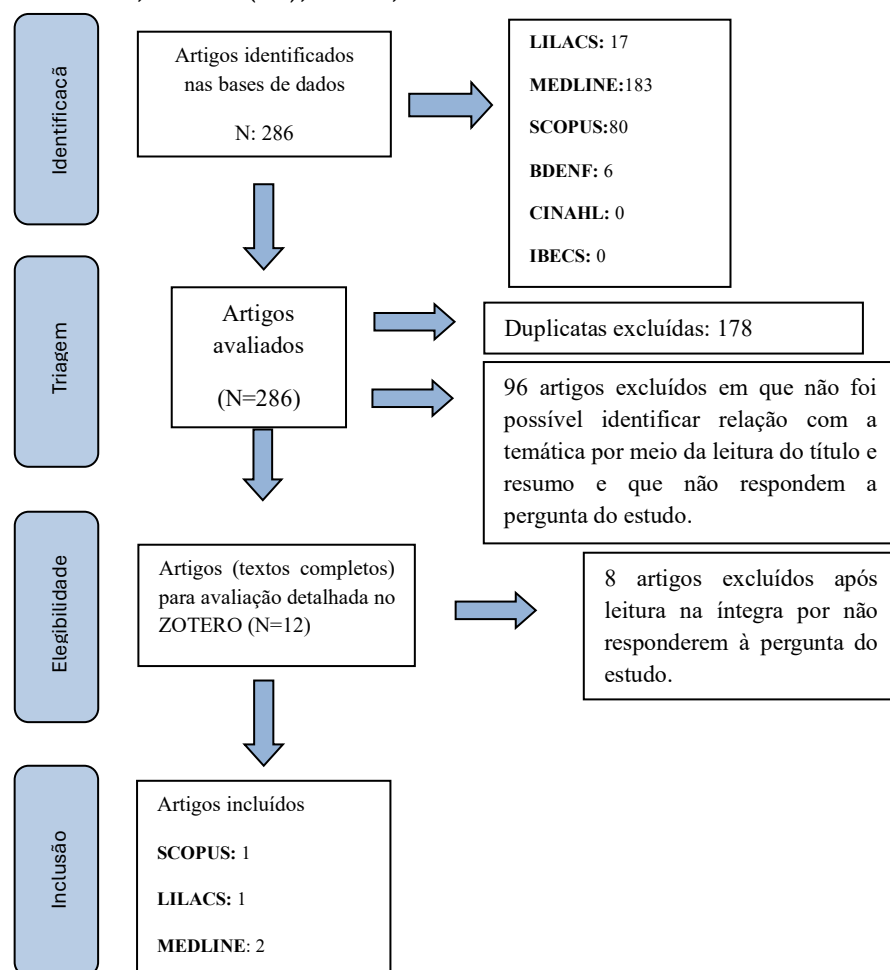 Identificaçã
Artigos identificados
nas bases de dados
N: 286
LILACS: 17
MEDLINE:183
SCOPUS:80
BDENF: 6
CINAHL: 0
IBECS: 0
Triagem
Artigos
avaliados
(N=286)
Duplicatas excluídas: 178
96 artigos excluídos em que não foi
possível identificar relação com a
temática por meio da leitura do título e
resumo e que não respondem a
pergunta do estudo.
Elegibilidade
Artigos (textos completos)
para avaliação detalhada no
ZOTERO (N=12)
8 artigos excluídos após
leitura na íntegra por não
responderem à pergunta do
estudo.
Inclusão
Artigos incluídos
SCOPUS: 1
LILACS: 1
MEDLINE: 2